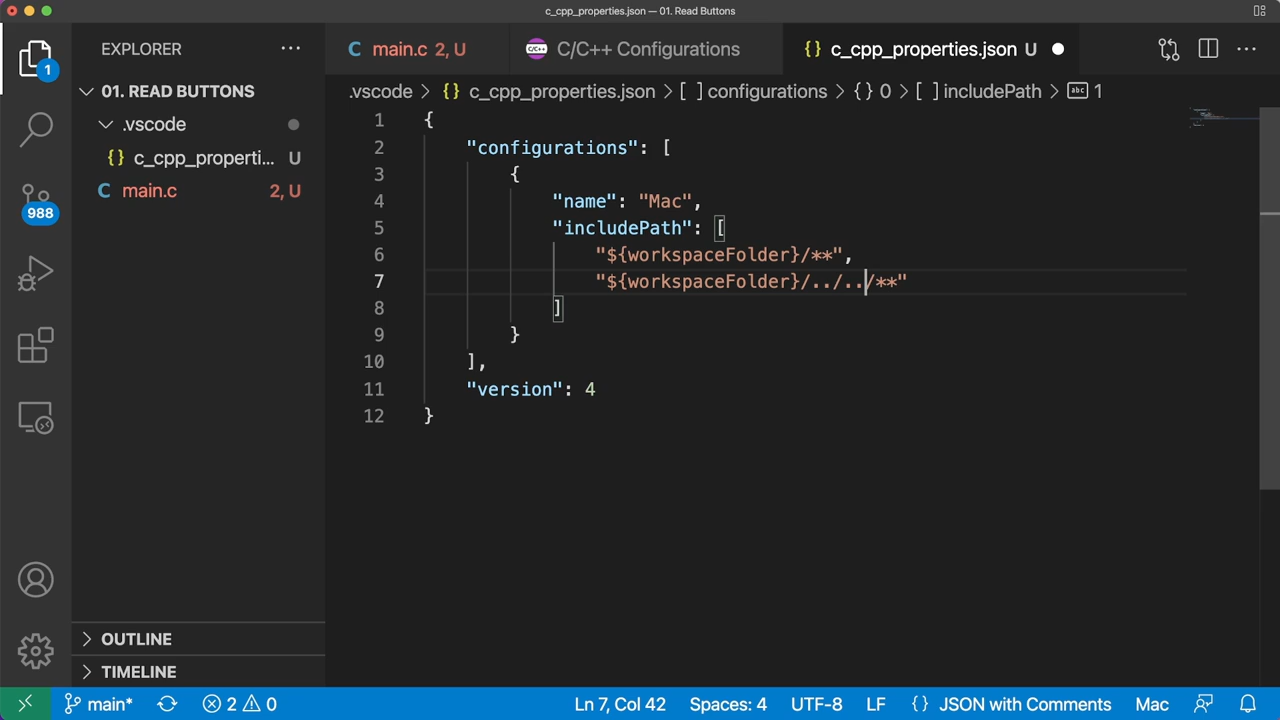 c_cpp_properties.json — 01. Read Buttons
EXPLORER
main.c 2, U
C/C++ Configurations
{} c_cpp_properties.json U
1
.vscode > {} c_cpp_properties.json > [ ] configurations > {} 0 > [ ] includePath > abc 1
01. READ BUTTONS
.vscode
{} c_cpp_properti... U
C main.c 2, U
988
1 {
2 "configurations": [
3 {
4 "name": "Mac",
5 "includePath": [
6 "${workspaceFolder}/**",
7 "${workspaceFolder}/../../**"
8 ]
9 }
10 ],
11 "version": 4
12 }
OUTLINE
TIMELINE
main* 2 0 Ln 7, Col 42 Spaces: 4 UTF-8 LF {} JSON with Comments Mac